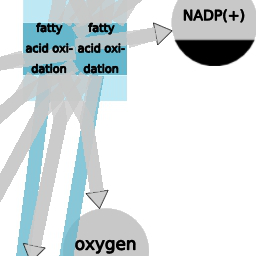 fatty fatty
acid oxi- acid oxi-
dation dation
NADP(+)
oxygen